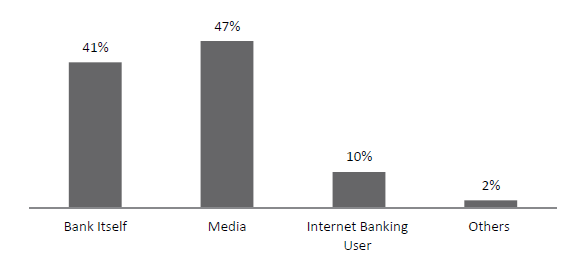 47%
41%
10%
2%
Bank Itself
Media
Internet Banking
User
Others